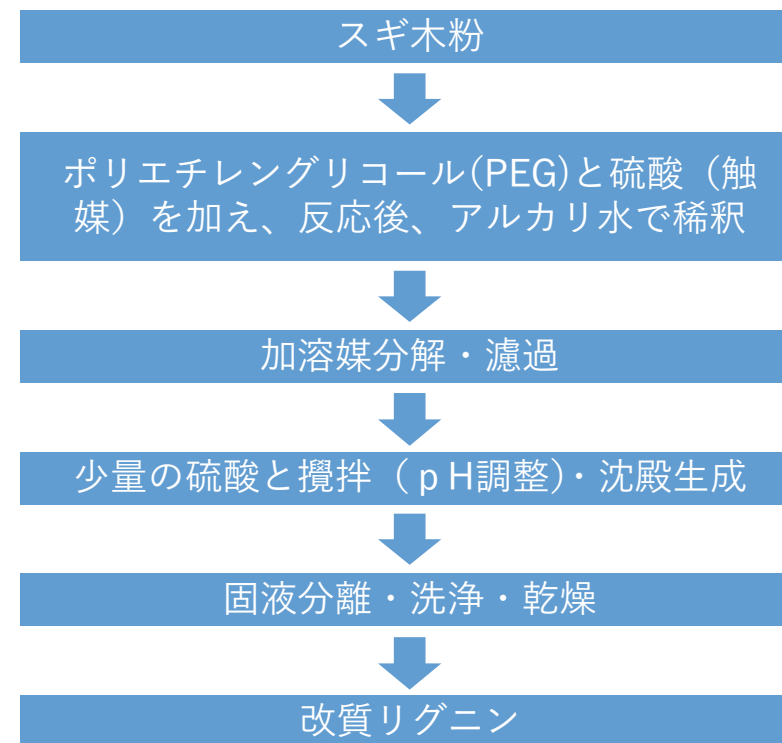 スギ木粉
ポリエチレングリコール(PEG)と硫酸（触
媒）を加え、反応後、アルカリ水で稀釈
加溶媒分解・濾過
少量の硫酸と攪拌（ｐH調整)・沈殿生成
固液分離・洗浄・乾燥
改質リグニン